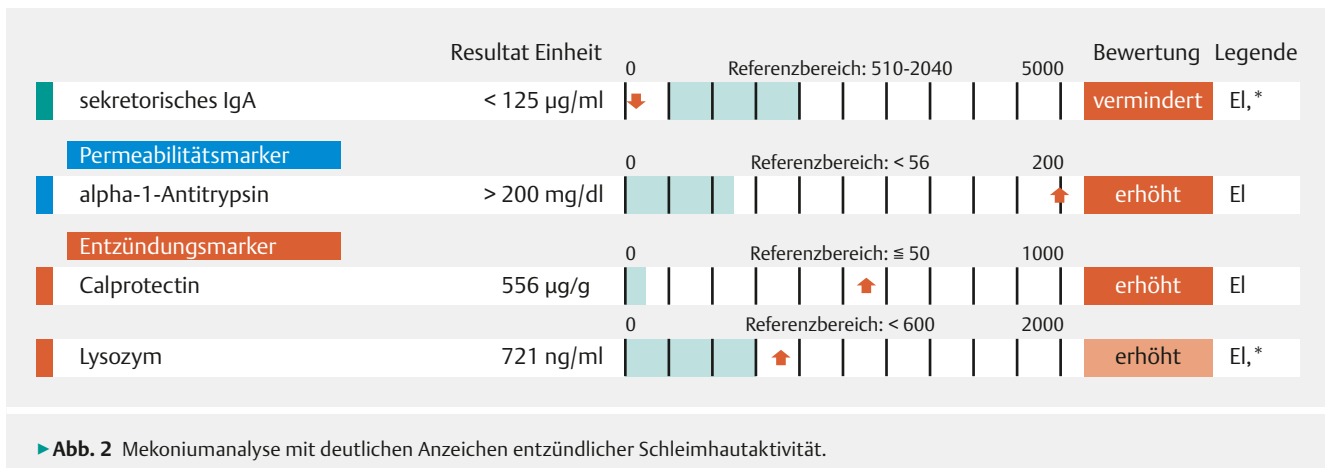 Resultat Einheit Bewertung Legende
0 Referenzbereich: 510-2040 5000
sekretorisches IgA < 125 µg/ml vermindert El,*
Permeabilitätsmarker 0 Referenzbereich: < 56 200
alpha-1-Antitrypsin > 200 mg/dl erhöht El
Entzündungsmarker 0 Referenzbereich: ≦ 50 1000
Calprotectin 556 µg/g erhöht El
0 Referenzbereich: < 600 2000
Lysozym 721 ng/ml erhöht El,*
►Abb. 2 Mekoniumanalyse mit deutlichen Anzeichen entzündlicher Schleimhautaktivität.